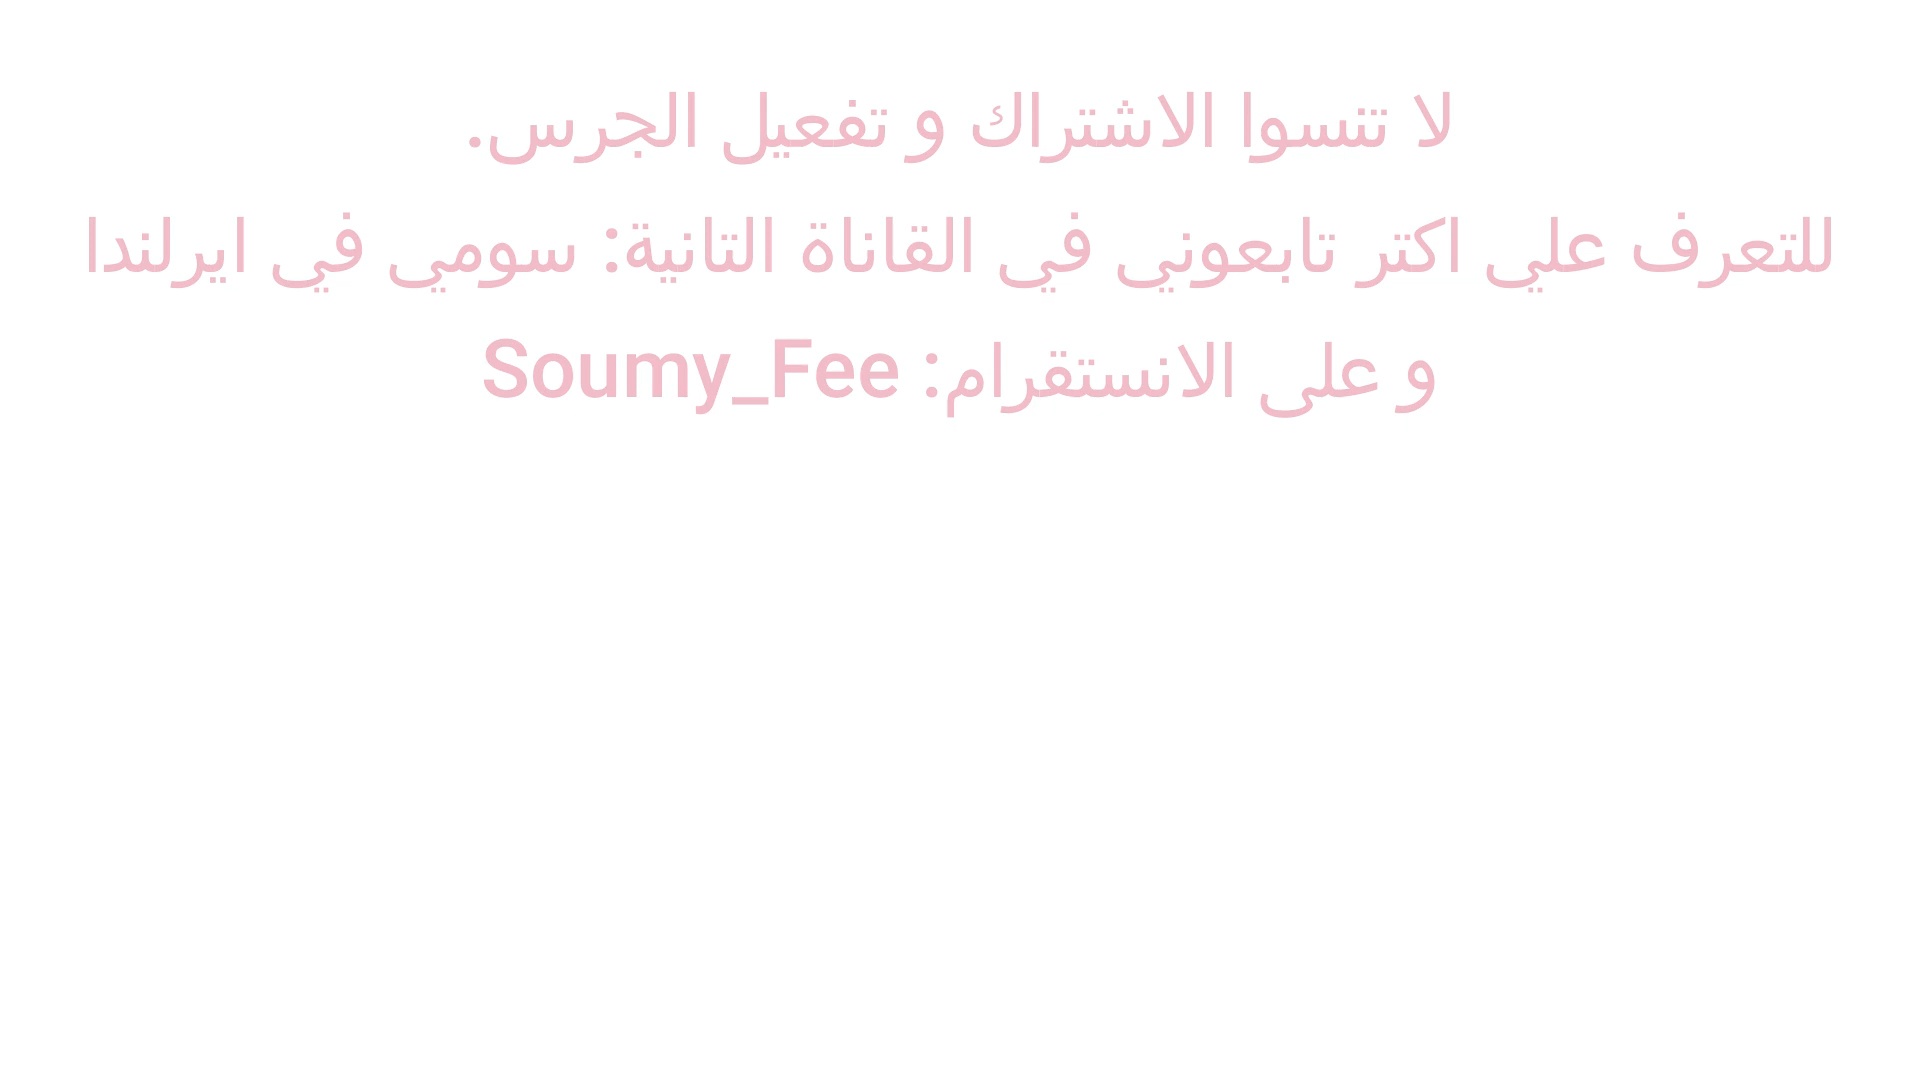 لا تنسوا الاشتراك و تفعيل الجرس.
للتعرف علي اكتر تابعوني في القاناة التانية: سومي في ايرلندا
و على الانستقرام: Soumy_Fee